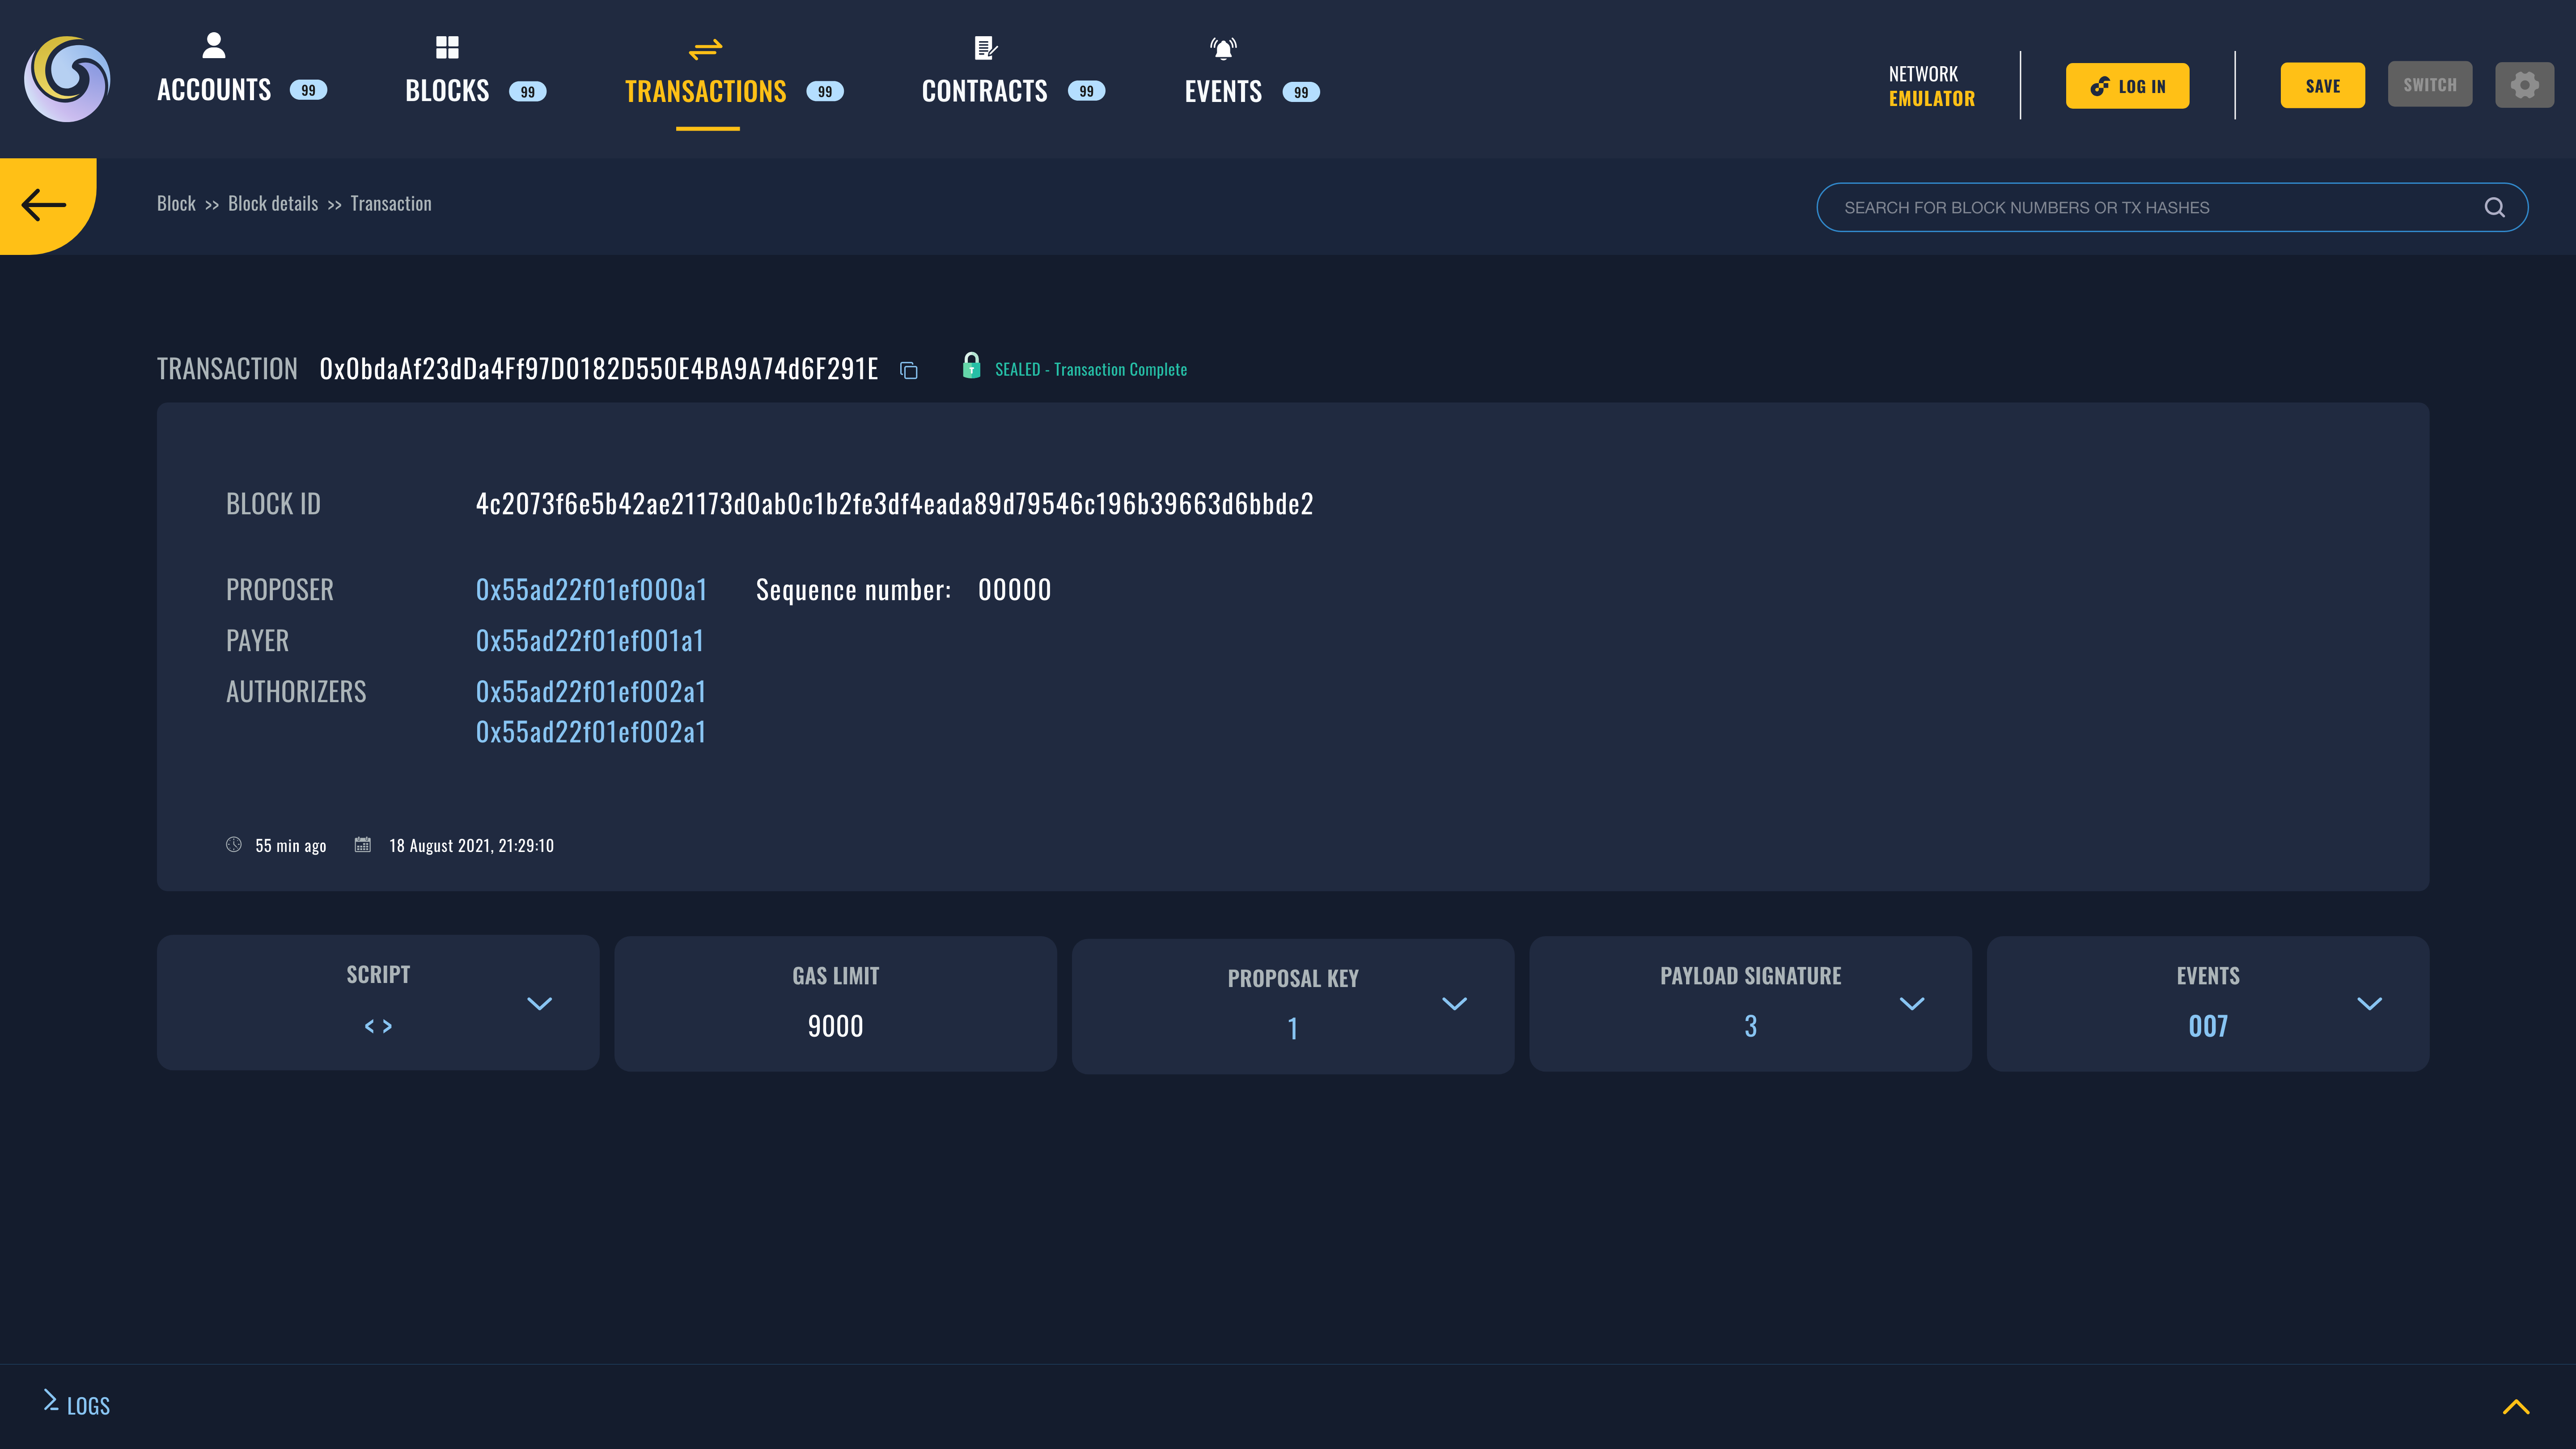 ACCOUNTS 99 BLOCKS 99 TRANSACTIONS 99 CONTRACTS 99 EVENTS 99
NETWORK
EMULATOR
LOG IN
SAVE
SWITCH
Block >> Block details >> Transaction
SEARCH FOR BLOCK NUMBERS OR TX HASHES
TRANSACTION 0x0bdaAf23dDa4Ff97D0182D550E4BA9A74d6F291E SEALED - Transaction Complete
BLOCK ID 4c2073f6e5b42ae21173d0ab0c1b2fe3df4eada89d79546c196b39663d6bbde2
PROPOSER 0x55ad22f01ef000a1 Sequence number: 00000
PAYER 0x55ad22f01ef001a1
AUTHORIZERS 0x55ad22f01ef002a1
0x55ad22f01ef002a1
55 min ago 18 August 2021, 21:29:10
SCRIPT
< >
GAS LIMIT
9000
PROPOSAL KEY
1
PAYLOAD SIGNATURE
3
EVENTS
007
LOGS